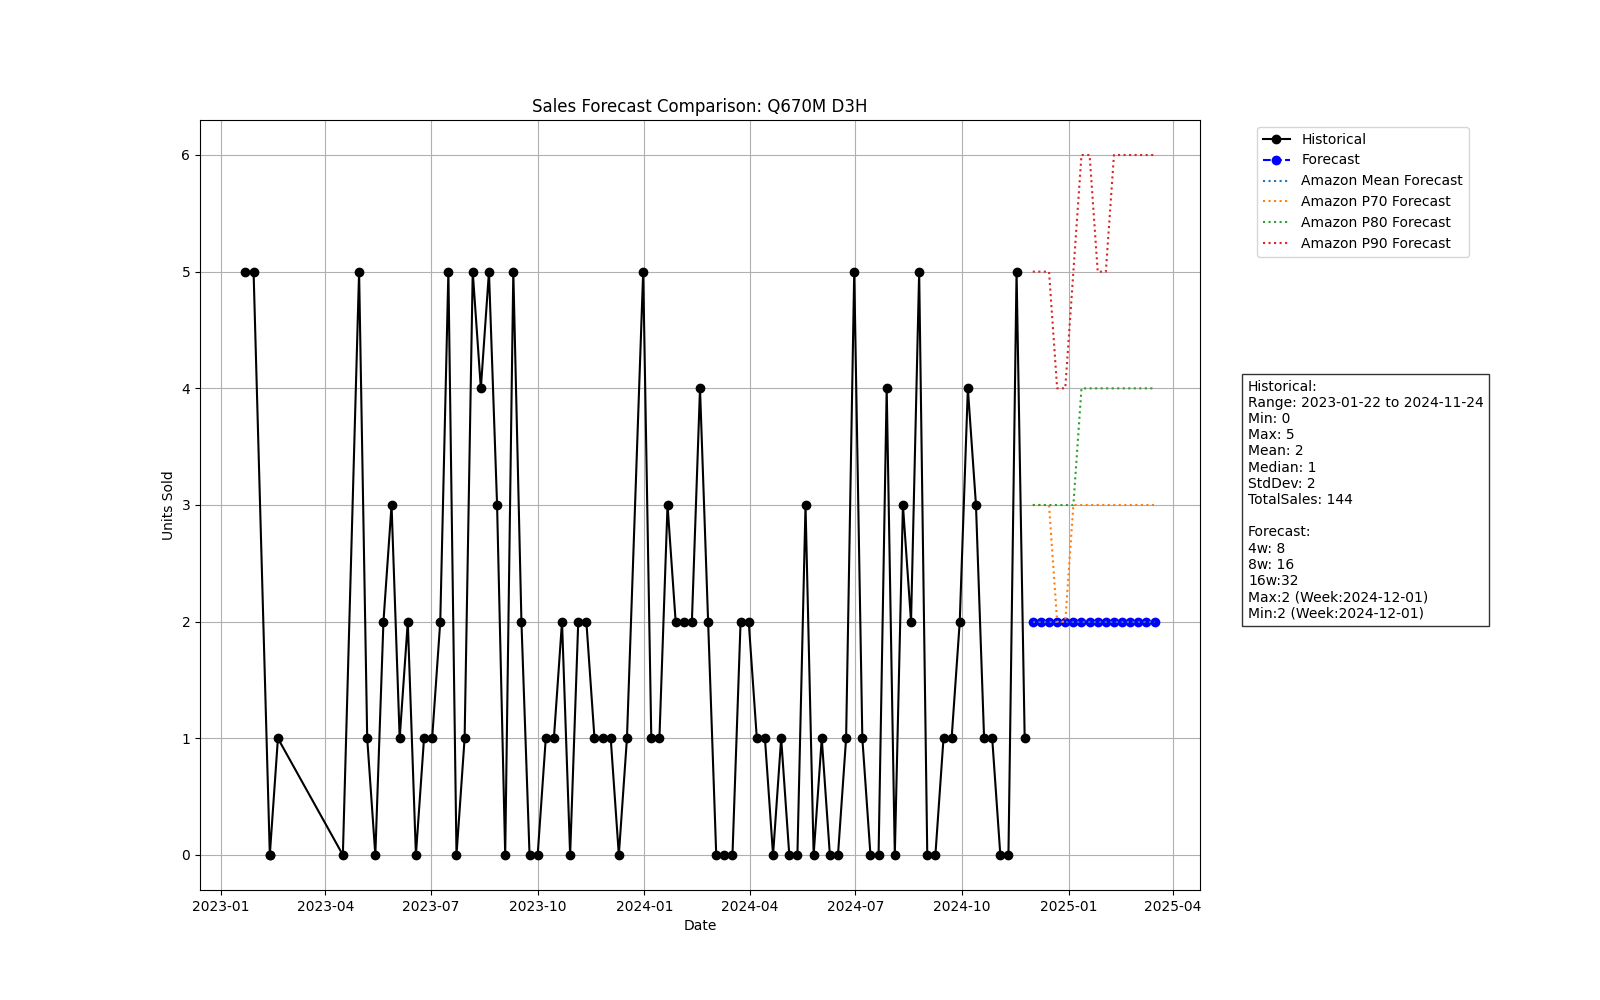 Sales Forecast Comparison: Q670M D3H
Units Sold
6
5
4
3
2
1
0
2023-01
2023-04
2023-07
2023-10
2024-01
2024-04
2024-07
2024-10
2025-01
2025-04
Date
Historical
Forecast
Amazon Mean Forecast
Amazon P70 Forecast
Amazon P80 Forecast
Amazon P90 Forecast
Historical:
Range: 2023-01-22 to 2024-11-24
Min: 0
Max: 5
Mean: 2
Median: 1
StdDev: 2
TotalSales: 144
Forecast:
4w: 8
8w: 16
16w:32
Max:2 (Week:2024-12-01)
Min:2 (Week:2024-12-01)